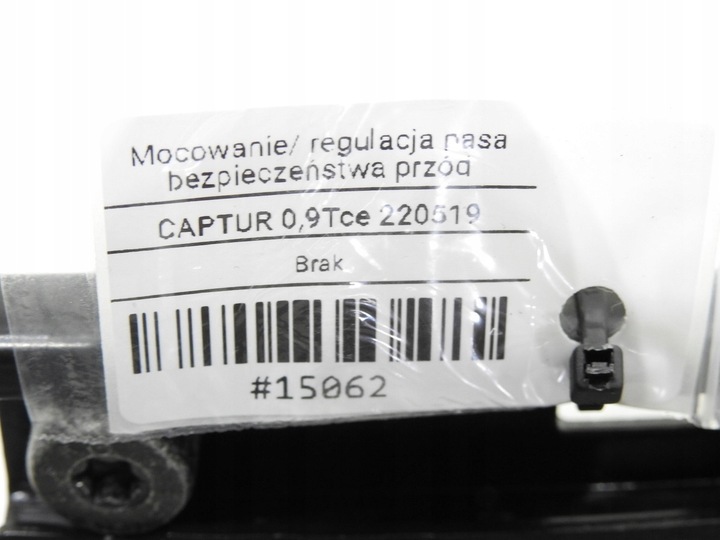 Mocowanie/ regulacja pasa
bezpieczeństwa przód
CAPTUR 0,9Tce 220519
Brak
#15062